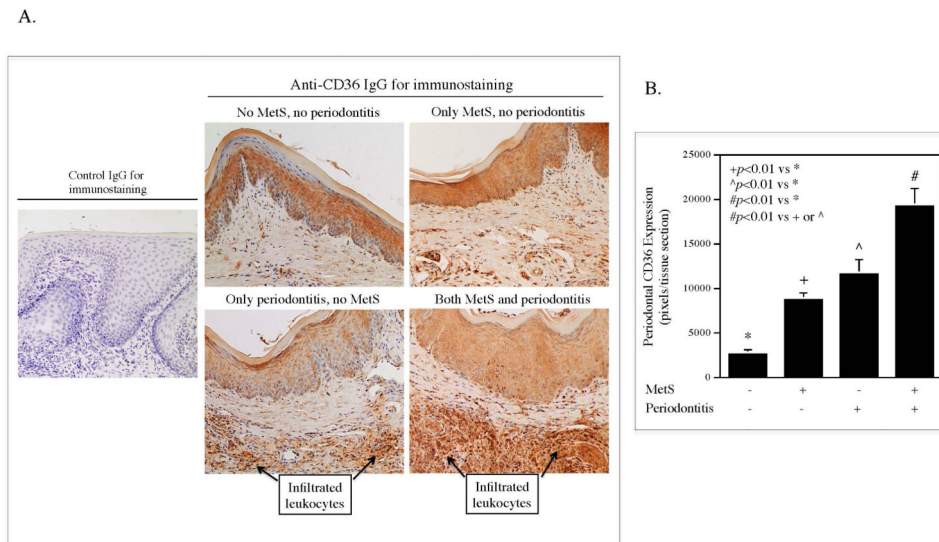 A.
Anti-CD36 IgG for immunostaining
No MetS, no periodontitis
Only MetS, no periodontitis
Control IgG for
immunostaining
Only periodontitis, no MetS
Both MetS and periodontitis
Infiltrated
leukocytes
Infiltrated
leukocytes
B.
Periodontal CD36 Expression
(pixels/tissue section)
25000
20000
15000
10000
5000
0
+p<0.01 vs *
^p<0.01 vs *
#p<0.01 vs *
#p<0.01 vs + or ^
*
+
^
#
MetS - + - +
Periodontitis - - + +